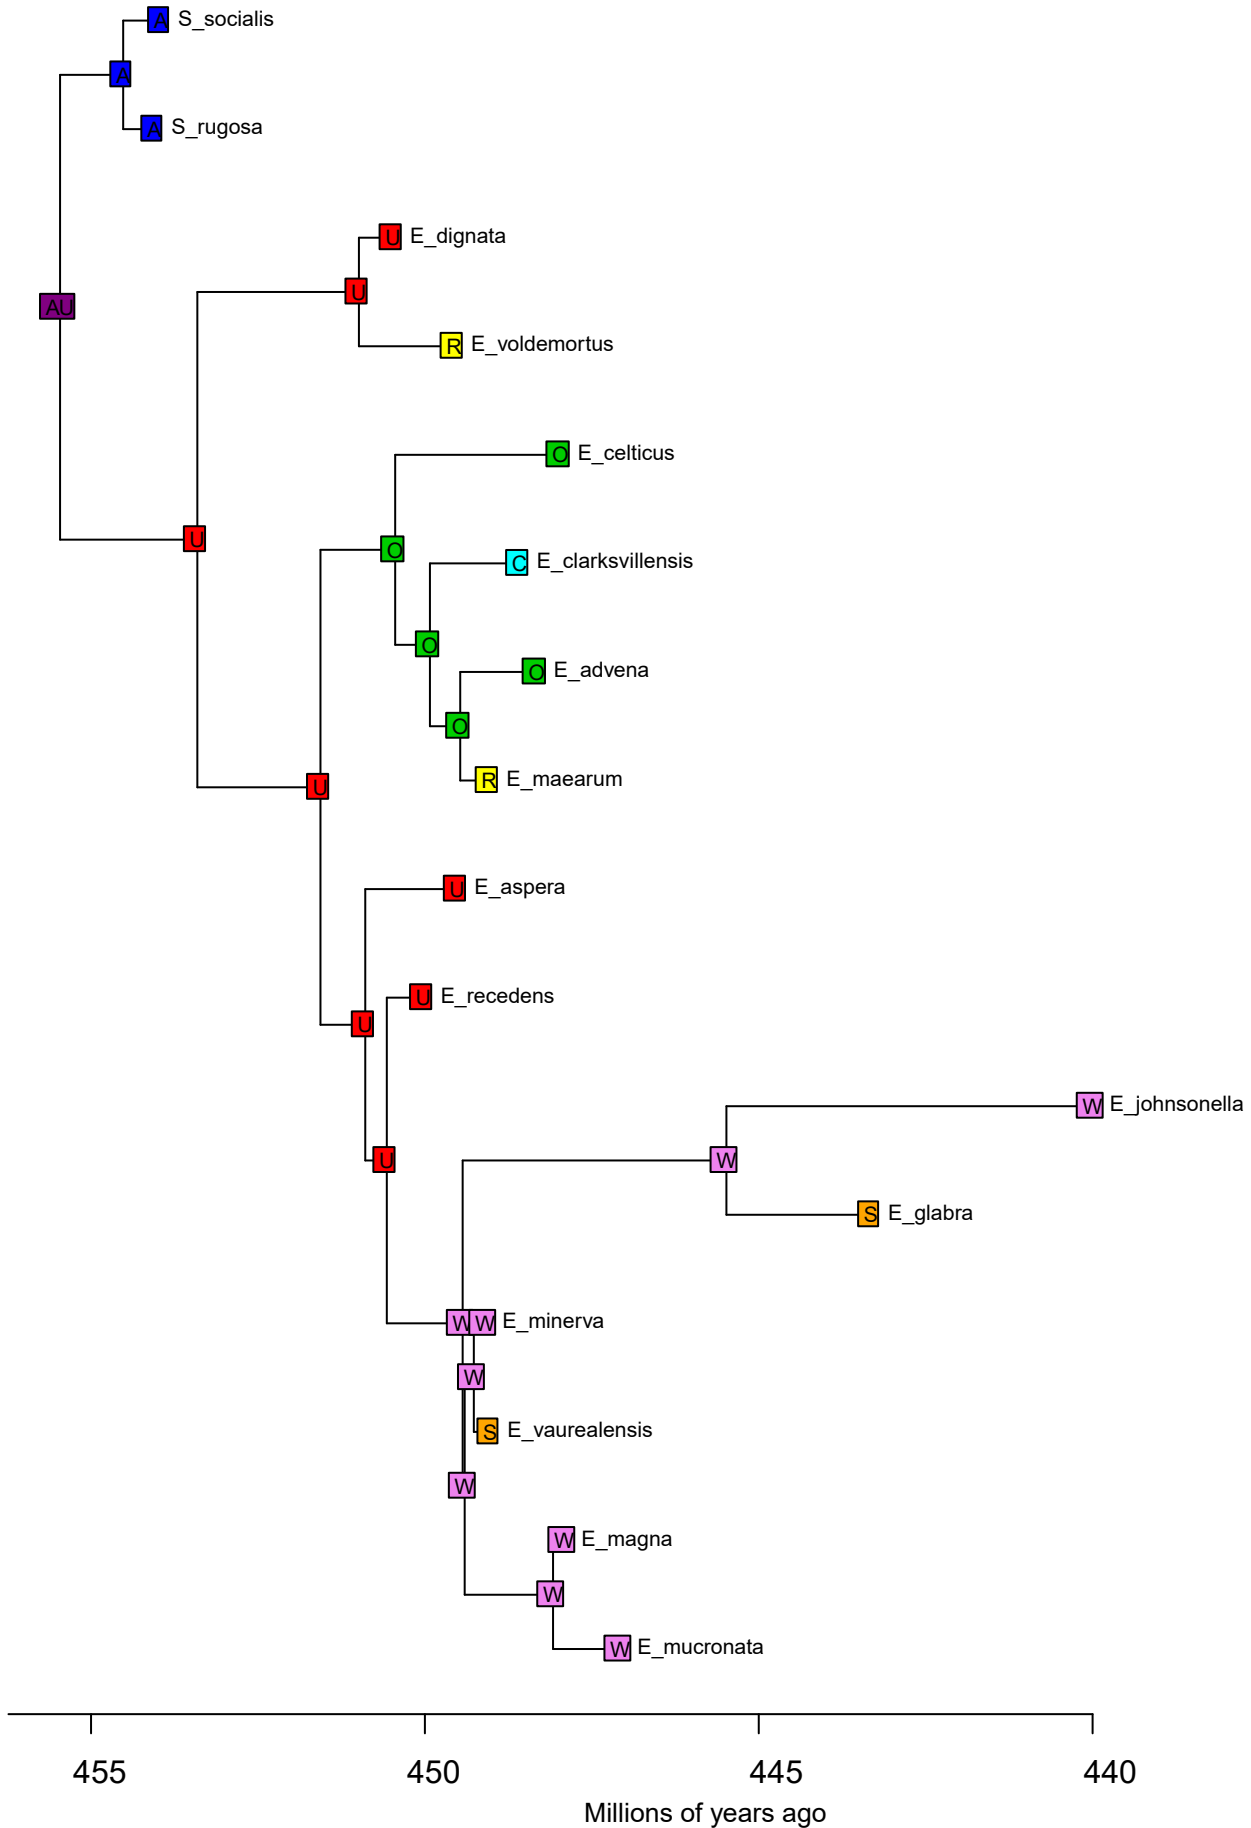 A S_socialis
A
A S_rugosa
U E_dignata
U
AU
R E_voldemortus
O E_celticus
U
O
C E_clarksvillensis
O
O E_advena
O
R E_maearum
U
U E_aspera
U E_recedens
U
W E_johnsonella
U
W
S E_glabra
W W E_minerva
W
S E_vaurealensis
W
W E_magna
W
W E_mucronata
455 450 445 440
Millions of years ago